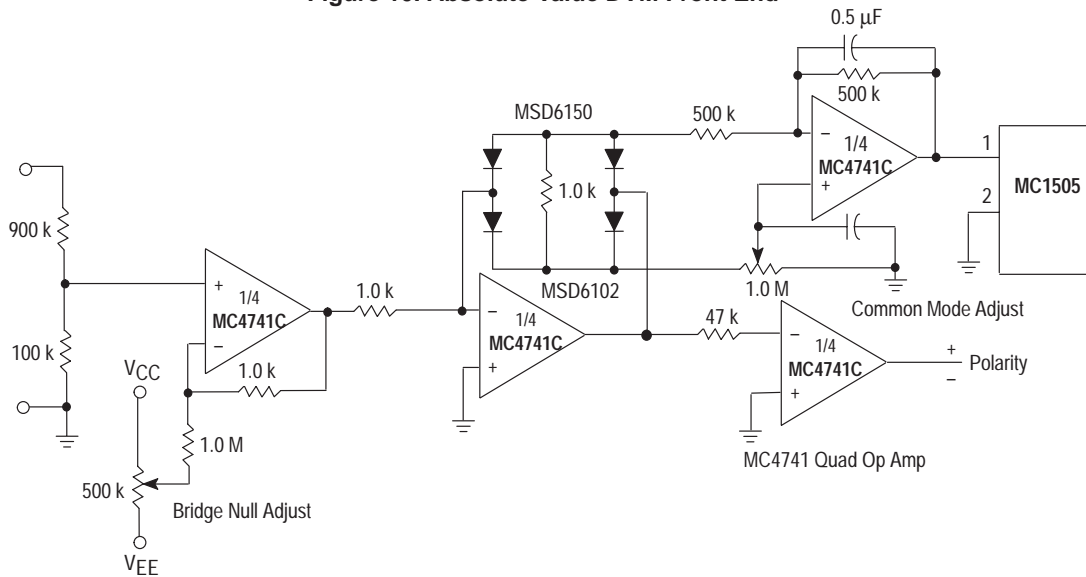 Absolute Value DVM Front End
0.5 µF
500 k
MSD6150
500 k
1/4
MC4741C
−
+
1
2
MC1505
900 k
100 k
+
−
1/4
MC4741C
1.0 k
1.0 k
1.0 k
MSD6102
−
+
1/4
MC4741C
1.0 M
Common Mode Adjust
47 k
−
+
1/4
MC4741C
+
−
Polarity
VCC
1.0 M
500 k
Bridge Null Adjust
VEE
MC4741 Quad Op Amp